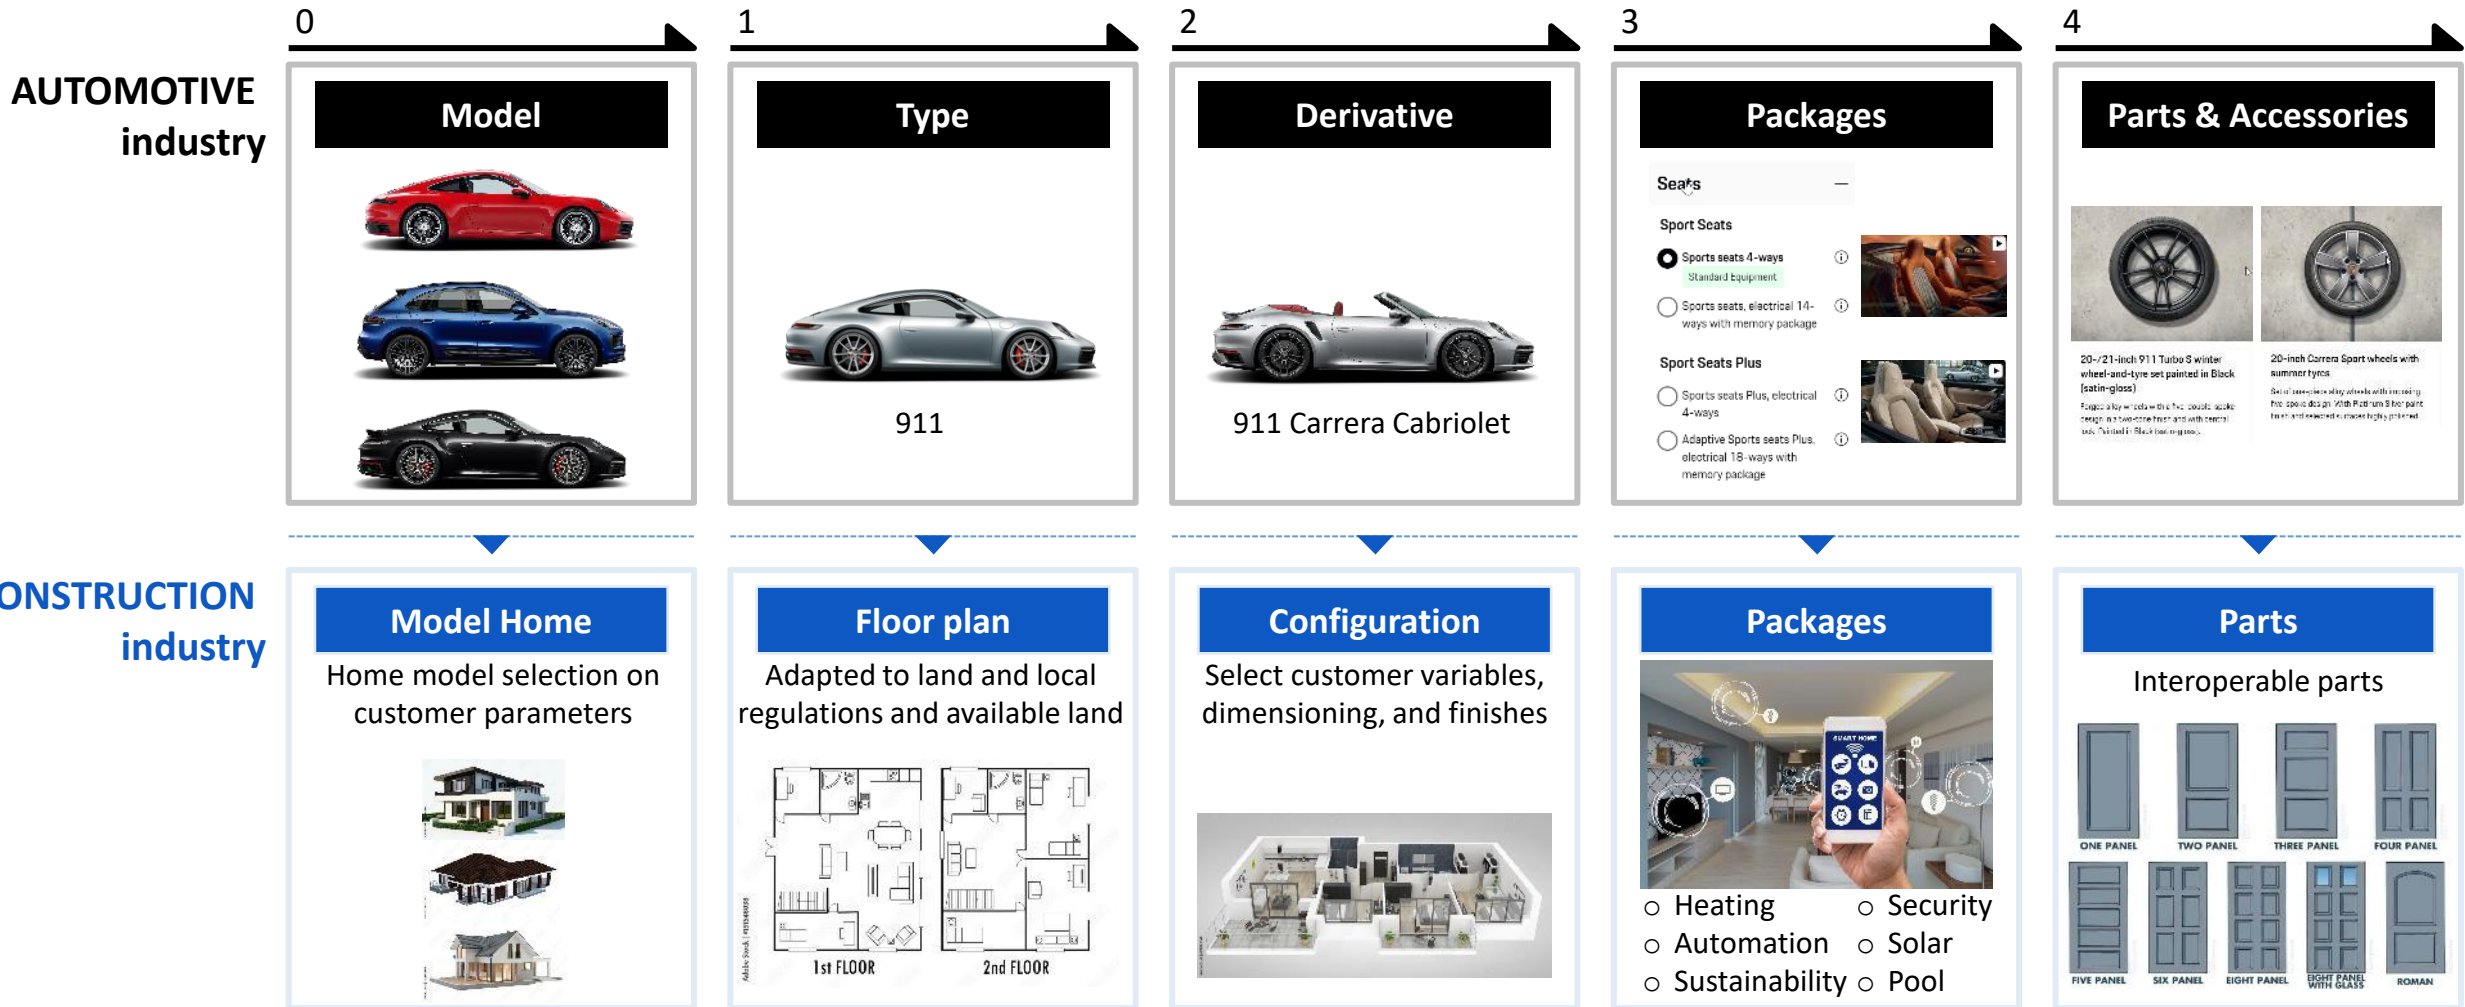 0
1
2
3
4
AUTOMOTIVE
industry
Model
Type
911
Derivative
911 Carrera Cabriolet
Packages
Seats
Sport Seats
Sports seats 4-ways
Standard Equipment
Sports seats, electrical 14-
ways with memory package
Sport Seats Plus
Sports seats Plus, electrical
4-ways
Adaptive Sports seats Plus,
electrical 18-ways with
memory package
Parts & Accessories
20-/21-inch 911 Turbo S winter
wheel-and-tyre set painted in Black
(satin-gloss)
20-inch Carrera Sport wheels with
summer tyres
ONSTRUCTION
industry
Model Home
Home model selection on
customer parameters
Floor plan
Adapted to land and local
regulations and available land
1st FLOOR
2nd FLOOR
Configuration
Select customer variables,
dimensioning, and finishes
Packages
SMART HOME
○ Heating
○ Automation
○ Sustainability
○ Security
○ Solar
○ Pool
Parts
Interoperable parts
ONE PANEL
TWO PANEL
THREE PANEL
FOUR PANEL
FIVE PANEL
SIX PANEL
EIGHT PANEL
EIGHT PANEL
WITH GLASS
ROMAN